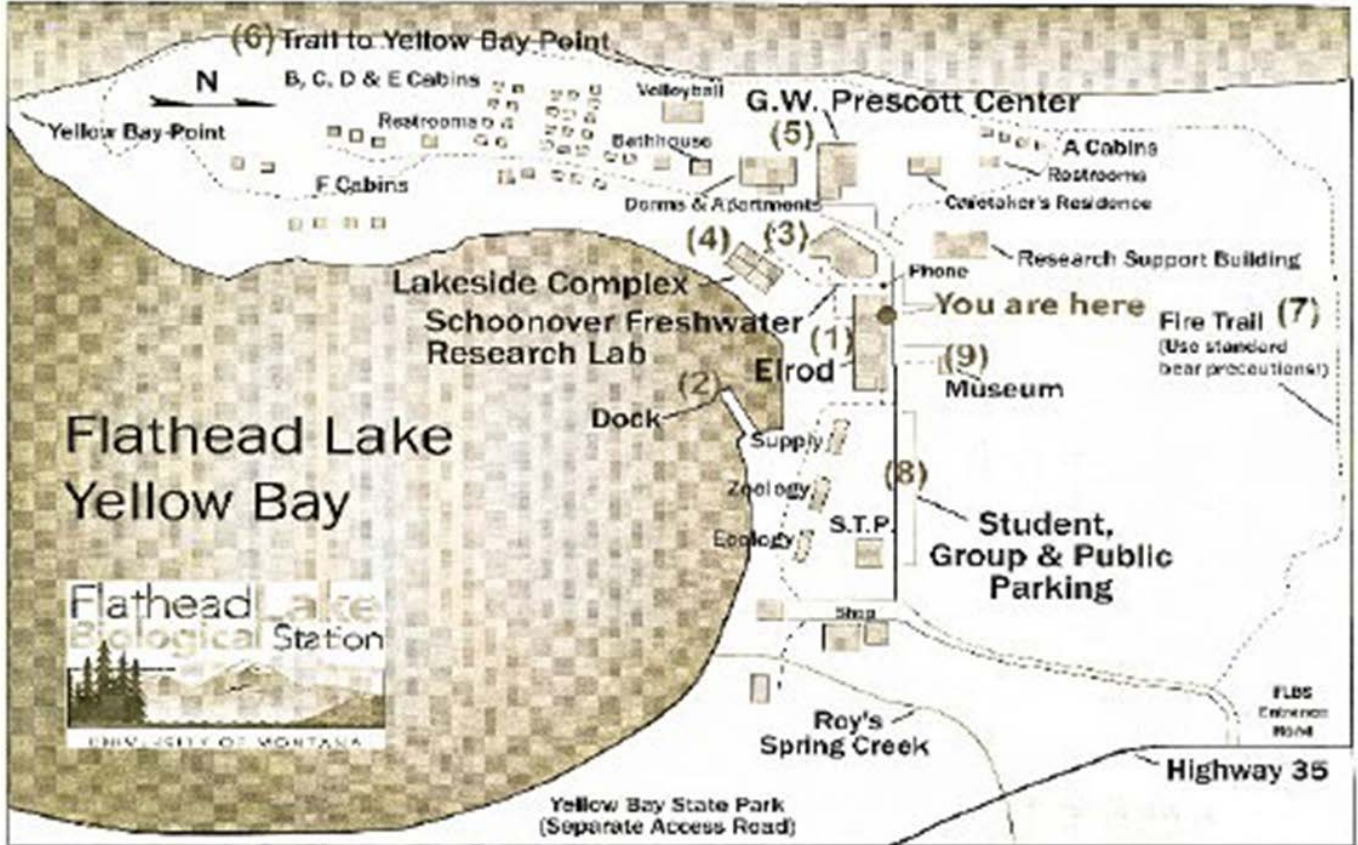 (6) Trail to Yellow Bay Point
N
B, C, D & E Cabins
Volleyball
G.W. Prescott Center
(5)
Yellow Bay Point
Restrooms
Bathhouse
A Cabins
Restrooms
F Cabins
Dorms & Apartments
Caretaker's Residence
(4)
(3)
Research Support Building
Lakeside Complex
Phone
You are here
Schoonover Freshwater
Research Lab
(1)
Elrod
(9)
Museum
Fire Trail (7)
(Use standard
bear precautions!)
(2)
Dock
Flathead Lake
Yellow Bay
Supply
Zoology
Ecology
(8)
S.T.P.
Student,
Group & Public
Parking
Flathead Lake
Biological Station
UNIVERSITY OF MONTANA
Shop
Roy's
Spring Creek
FLBS
Entrance
Road
Highway 35
Yellow Bay State Park
(Separate Access Road)